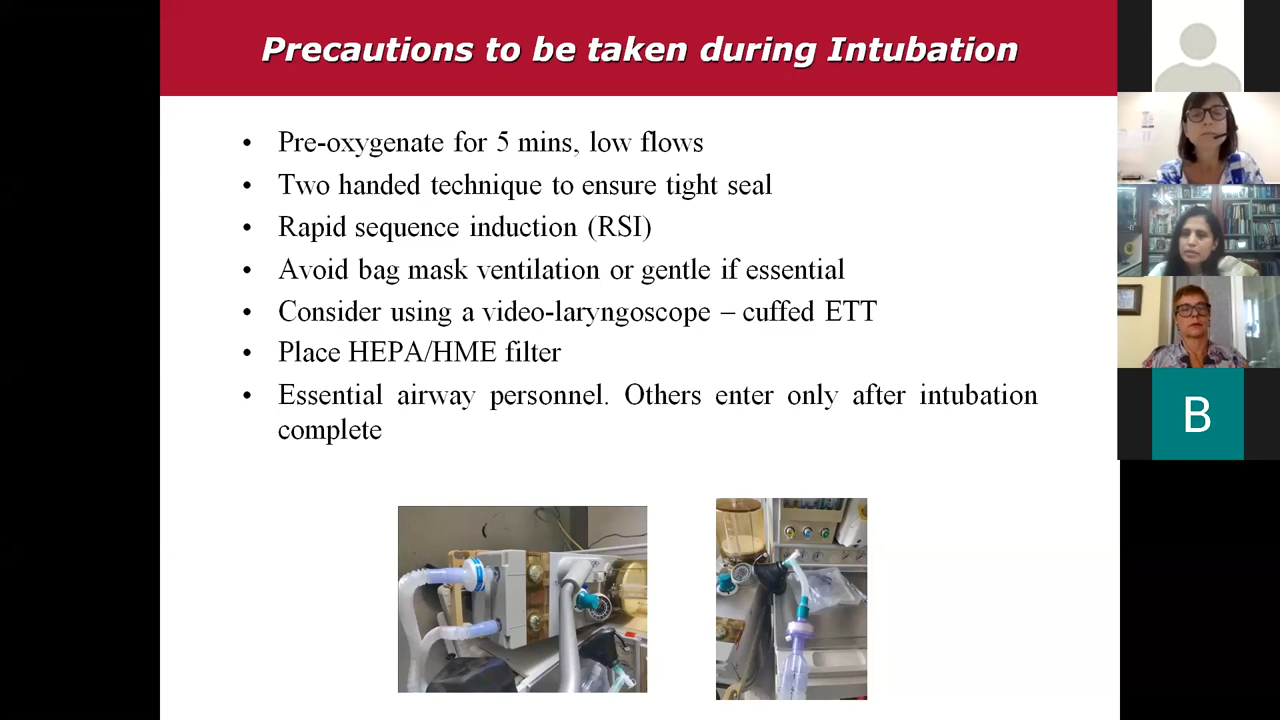 Precautions to be taken during Intubation
• Pre-oxygenate for 5 mins, low flows
• Two handed technique to ensure tight seal
• Rapid sequence induction (RSI)
• Avoid bag mask ventilation or gentle if essential
• Consider using a video-laryngoscope – cuffed ETT
• Place HEPA/HME filter
• Essential airway personnel. Others enter only after intubation
complete
B